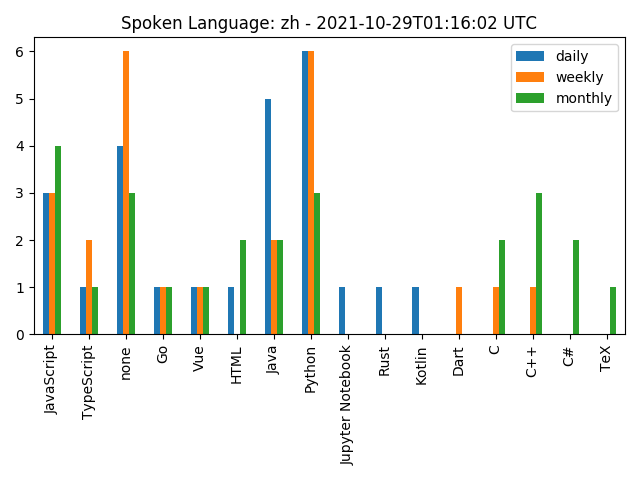 Spoken Language: zh - 2021-10-29T01:16:02 UTC
daily
weekly
monthly
6
5
4
3
2
1
0
JavaScript
TypeScript
none
Go
Vue
HTML
Java
Python
Jupyter Notebook
Rust
Kotlin
Dart
C
C++
C#
TeX